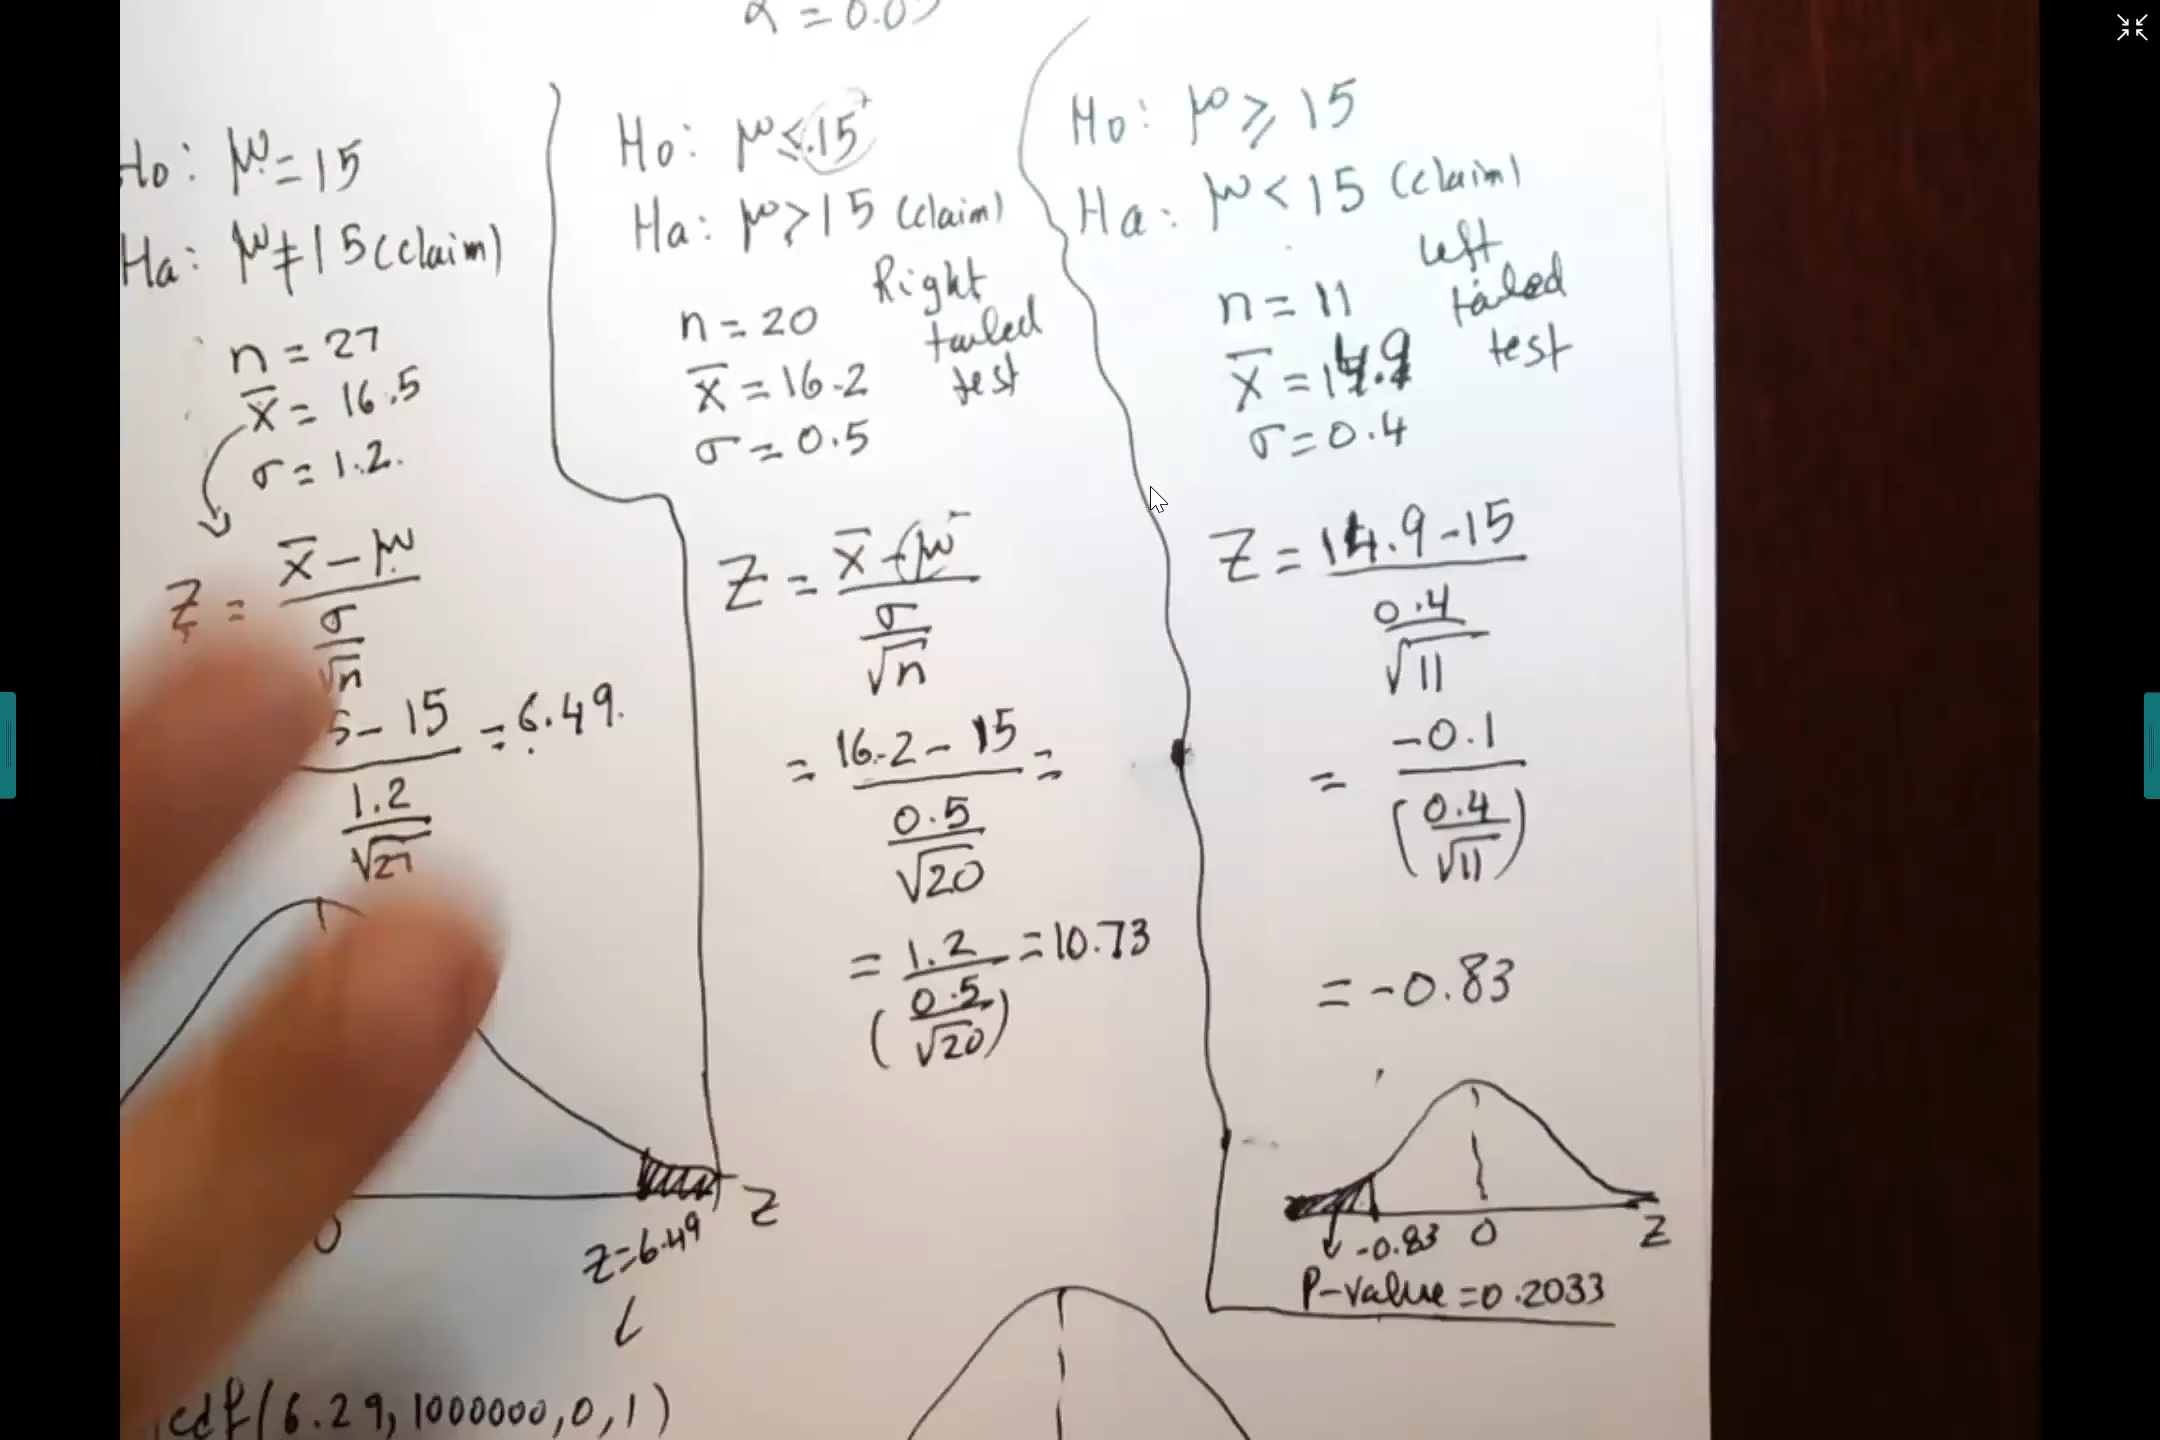 α = 0.05
Ho: μ = 15
Ha: μ ≠ 15 (claim)
n = 27
x̄ = 16.5
σ = 1.2.
Z = x̄ - μ
σ
√n
5 - 15 = 6.49.
1.2
√27
0
Z
Z=6.49
cdf(6.29,1000000,0,1)
Ho: μ ≤ 15
Ha: μ > 15 (claim)
Right
tailed
test
n = 20
x̄ = 16.2
σ = 0.5
Z = x̄ - μ
σ
√n
= 16.2 - 15 =
0.5
√20
= 1.2 = 10.73
(0.5
√20)
Ho: μ ≥ 15
Ha: μ < 15 (claim)
Left
tailed
test
n = 11
x̄ = 14.9
σ = 0.4
Z = 14.9 - 15
0.4
√11
= -0.1
(0.4
√11)
= -0.83
-0.83 0 Z
P-value = 0.2033